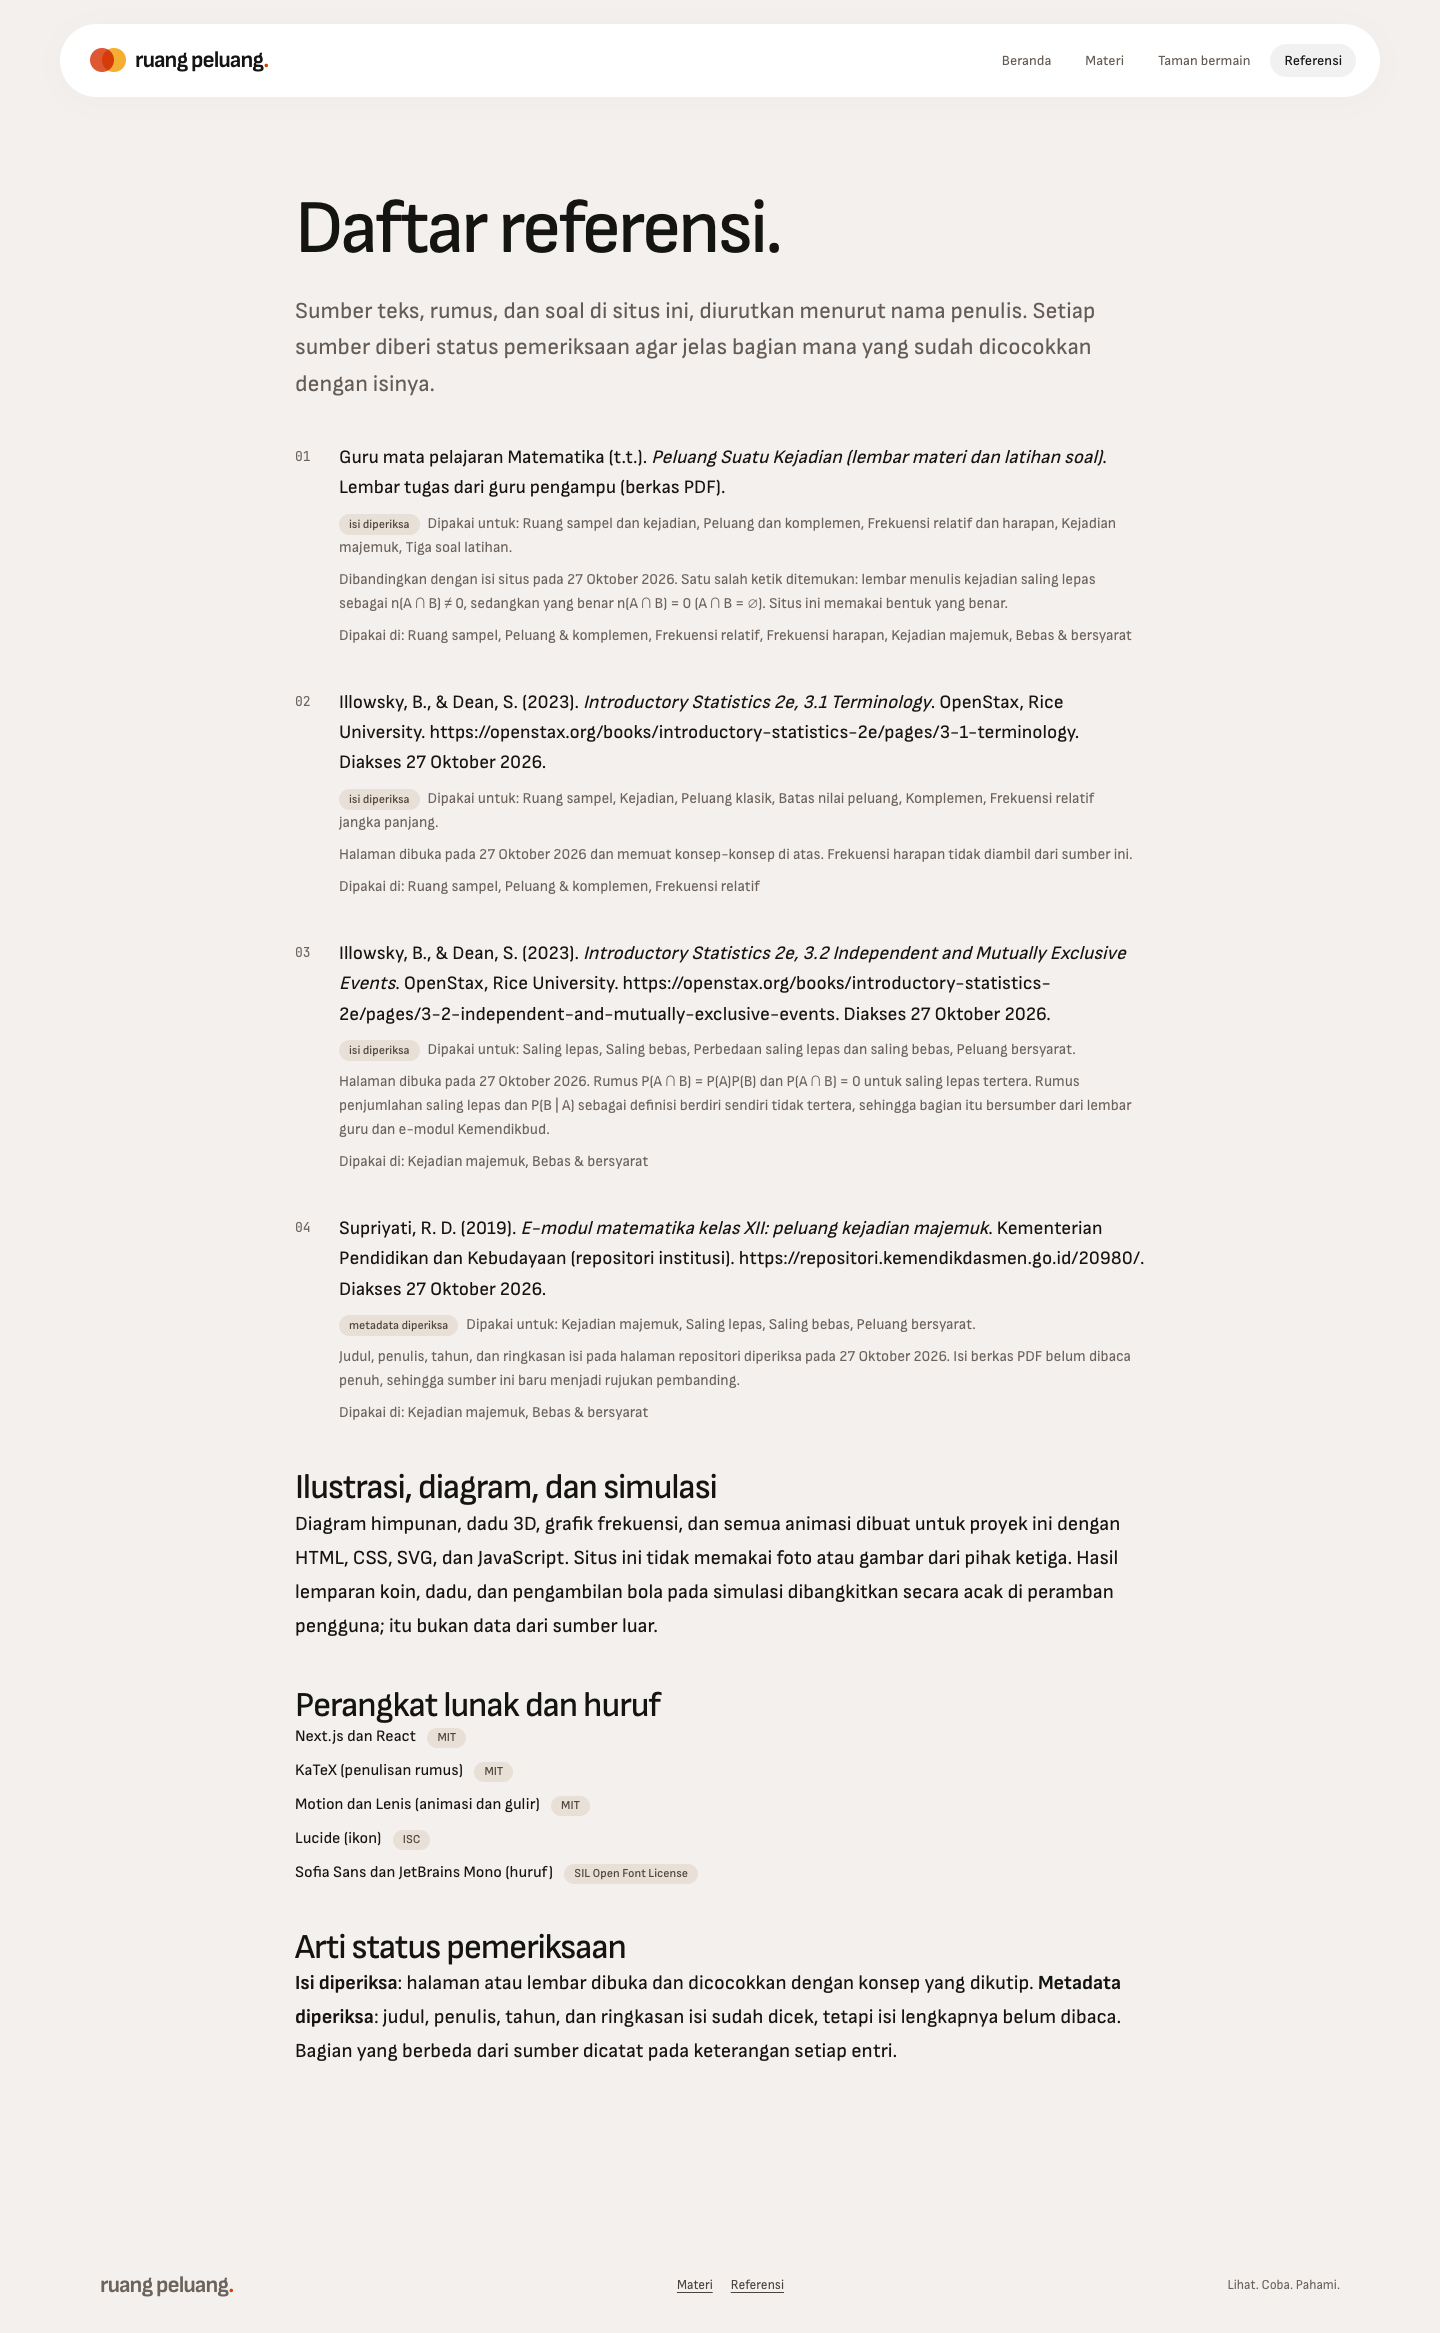 ruang peluang.
Beranda Materi Taman bermain Referensi
Daftar referensi.
Sumber teks, rumus, dan soal di situs ini, diurutkan menurut nama penulis. Setiap
sumber diberi status pemeriksaan agar jelas bagian mana yang sudah dicocokkan
dengan isinya.
01 Guru mata pelajaran Matematika (t.t.). Peluang Suatu Kejadian (lembar materi dan latihan soal).
Lembar tugas dari guru pengampu (berkas PDF).
isi diperiksa Dipakai untuk: Ruang sampel dan kejadian, Peluang dan komplemen, Frekuensi relatif dan harapan, Kejadian
majemuk, Tiga soal latihan.
Dibandingkan dengan isi situs pada 27 Oktober 2026. Satu salah ketik ditemukan: lembar menulis kejadian saling lepas
sebagai n(A ∩ B) ≠ 0, sedangkan yang benar n(A ∩ B) = 0 (A ∩ B = ∅). Situs ini memakai bentuk yang benar.
Dipakai di: Ruang sampel, Peluang & komplemen, Frekuensi relatif, Frekuensi harapan, Kejadian majemuk, Bebas & bersyarat
02 Illowsky, B., & Dean, S. (2023). Introductory Statistics 2e, 3.1 Terminology. OpenStax, Rice
University. https://openstax.org/books/introductory-statistics-2e/pages/3-1-terminology.
Diakses 27 Oktober 2026.
isi diperiksa Dipakai untuk: Ruang sampel, Kejadian, Peluang klasik, Batas nilai peluang, Komplemen, Frekuensi relatif
jangka panjang.
Halaman dibuka pada 27 Oktober 2026 dan memuat konsep-konsep di atas. Frekuensi harapan tidak diambil dari sumber ini.
Dipakai di: Ruang sampel, Peluang & komplemen, Frekuensi relatif
03 Illowsky, B., & Dean, S. (2023). Introductory Statistics 2e, 3.2 Independent and Mutually Exclusive
Events. OpenStax, Rice University. https://openstax.org/books/introductory-statistics-
2e/pages/3-2-independent-and-mutually-exclusive-events. Diakses 27 Oktober 2026.
isi diperiksa Dipakai untuk: Saling lepas, Saling bebas, Perbedaan saling lepas dan saling bebas, Peluang bersyarat.
Halaman dibuka pada 27 Oktober 2026. Rumus P(A ∩ B) = P(A)P(B) dan P(A ∩ B) = 0 untuk saling lepas tertera. Rumus
penjumlahan saling lepas dan P(B | A) sebagai definisi berdiri sendiri tidak tertera, sehingga bagian itu bersumber dari lembar
guru dan e-modul Kemendikbud.
Dipakai di: Kejadian majemuk, Bebas & bersyarat
04 Supriyati, R. D. (2019). E-modul matematika kelas XII: peluang kejadian majemuk. Kementerian
Pendidikan dan Kebudayaan (repositori institusi). https://repositori.kemendikdasmen.go.id/20980/.
Diakses 27 Oktober 2026.
metadata diperiksa Dipakai untuk: Kejadian majemuk, Saling lepas, Saling bebas, Peluang bersyarat.
Judul, penulis, tahun, dan ringkasan isi pada halaman repositori diperiksa pada 27 Oktober 2026. Isi berkas PDF belum dibaca
penuh, sehingga sumber ini baru menjadi rujukan pembanding.
Dipakai di: Kejadian majemuk, Bebas & bersyarat
Ilustrasi, diagram, dan simulasi
Diagram himpunan, dadu 3D, grafik frekuensi, dan semua animasi dibuat untuk proyek ini dengan
HTML, CSS, SVG, dan JavaScript. Situs ini tidak memakai foto atau gambar dari pihak ketiga. Hasil
lemparan koin, dadu, dan pengambilan bola pada simulasi dibangkitkan secara acak di peramban
pengguna; itu bukan data dari sumber luar.
Perangkat lunak dan huruf
Next.js dan React MIT
KaTeX (penulisan rumus) MIT
Motion dan Lenis (animasi dan gulir) MIT
Lucide (ikon) ISC
Sofia Sans dan JetBrains Mono (huruf) SIL Open Font License
Arti status pemeriksaan
Isi diperiksa: halaman atau lembar dibuka dan dicocokkan dengan konsep yang dikutip. Metadata
diperiksa: judul, penulis, tahun, dan ringkasan isi sudah dicek, tetapi isi lengkapnya belum dibaca.
Bagian yang berbeda dari sumber dicatat pada keterangan setiap entri.
ruang peluang.
Materi Referensi
Lihat. Coba. Pahami.